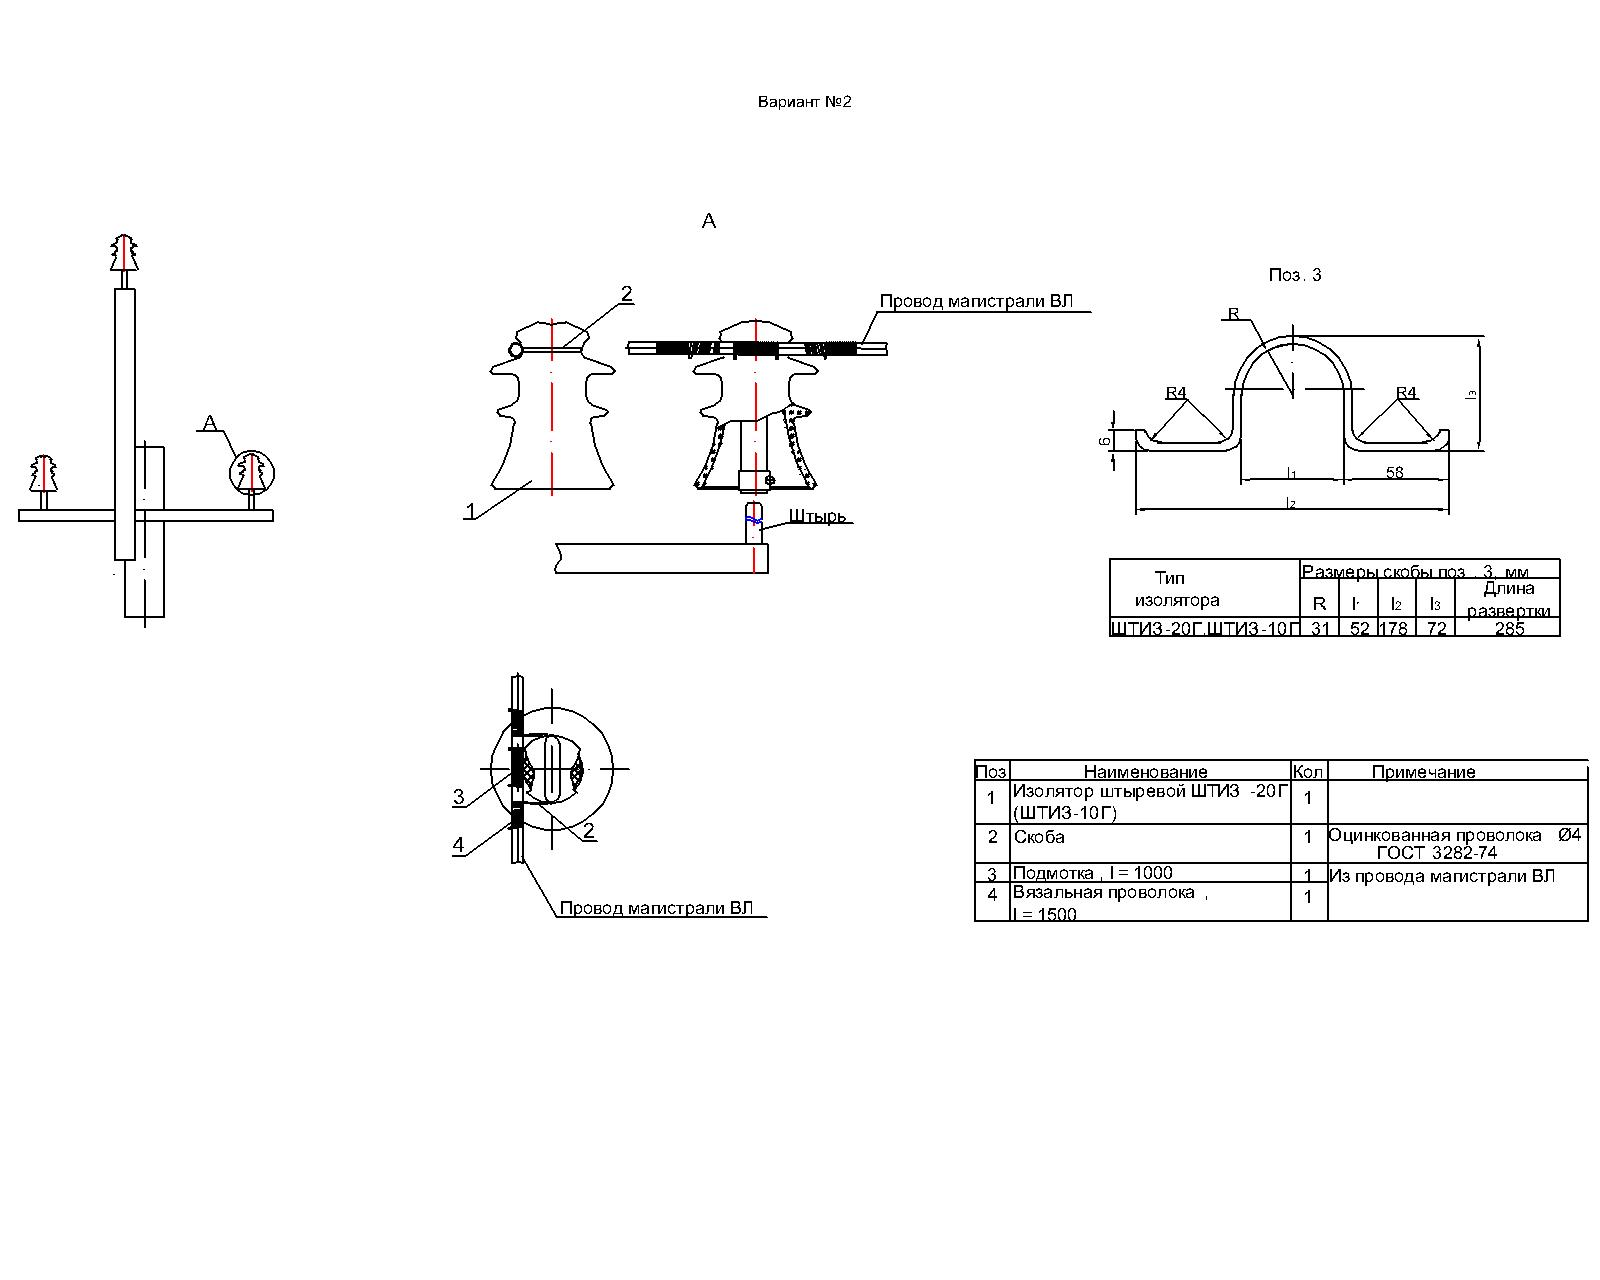 Вариант №2
А
Поз. 3
2
Провод магистрали ВЛ
R
l3
R4
R4
А
6
l1
58
l2
1
Штырь
Тип изолятора
Размеры скобы поз. 3, мм
R
l1
l2
l3
Длина развертки
ШТИЗ-20Г,ШТИЗ-10Г 31 52 178 72 285
3
2
4
Провод магистрали ВЛ
Поз Наименование Кол Примечание
1 Изолятор штыревой ШТИЗ -20Г 1
(ШТИЗ-10Г)
2 Скоба 1 Оцинкованная проволока Ø4
ГОСТ 3282-74
3 Подмотка , l = 1000 1 Из провода магистрали ВЛ
4 Вязальная проволока , 1
l = 1500